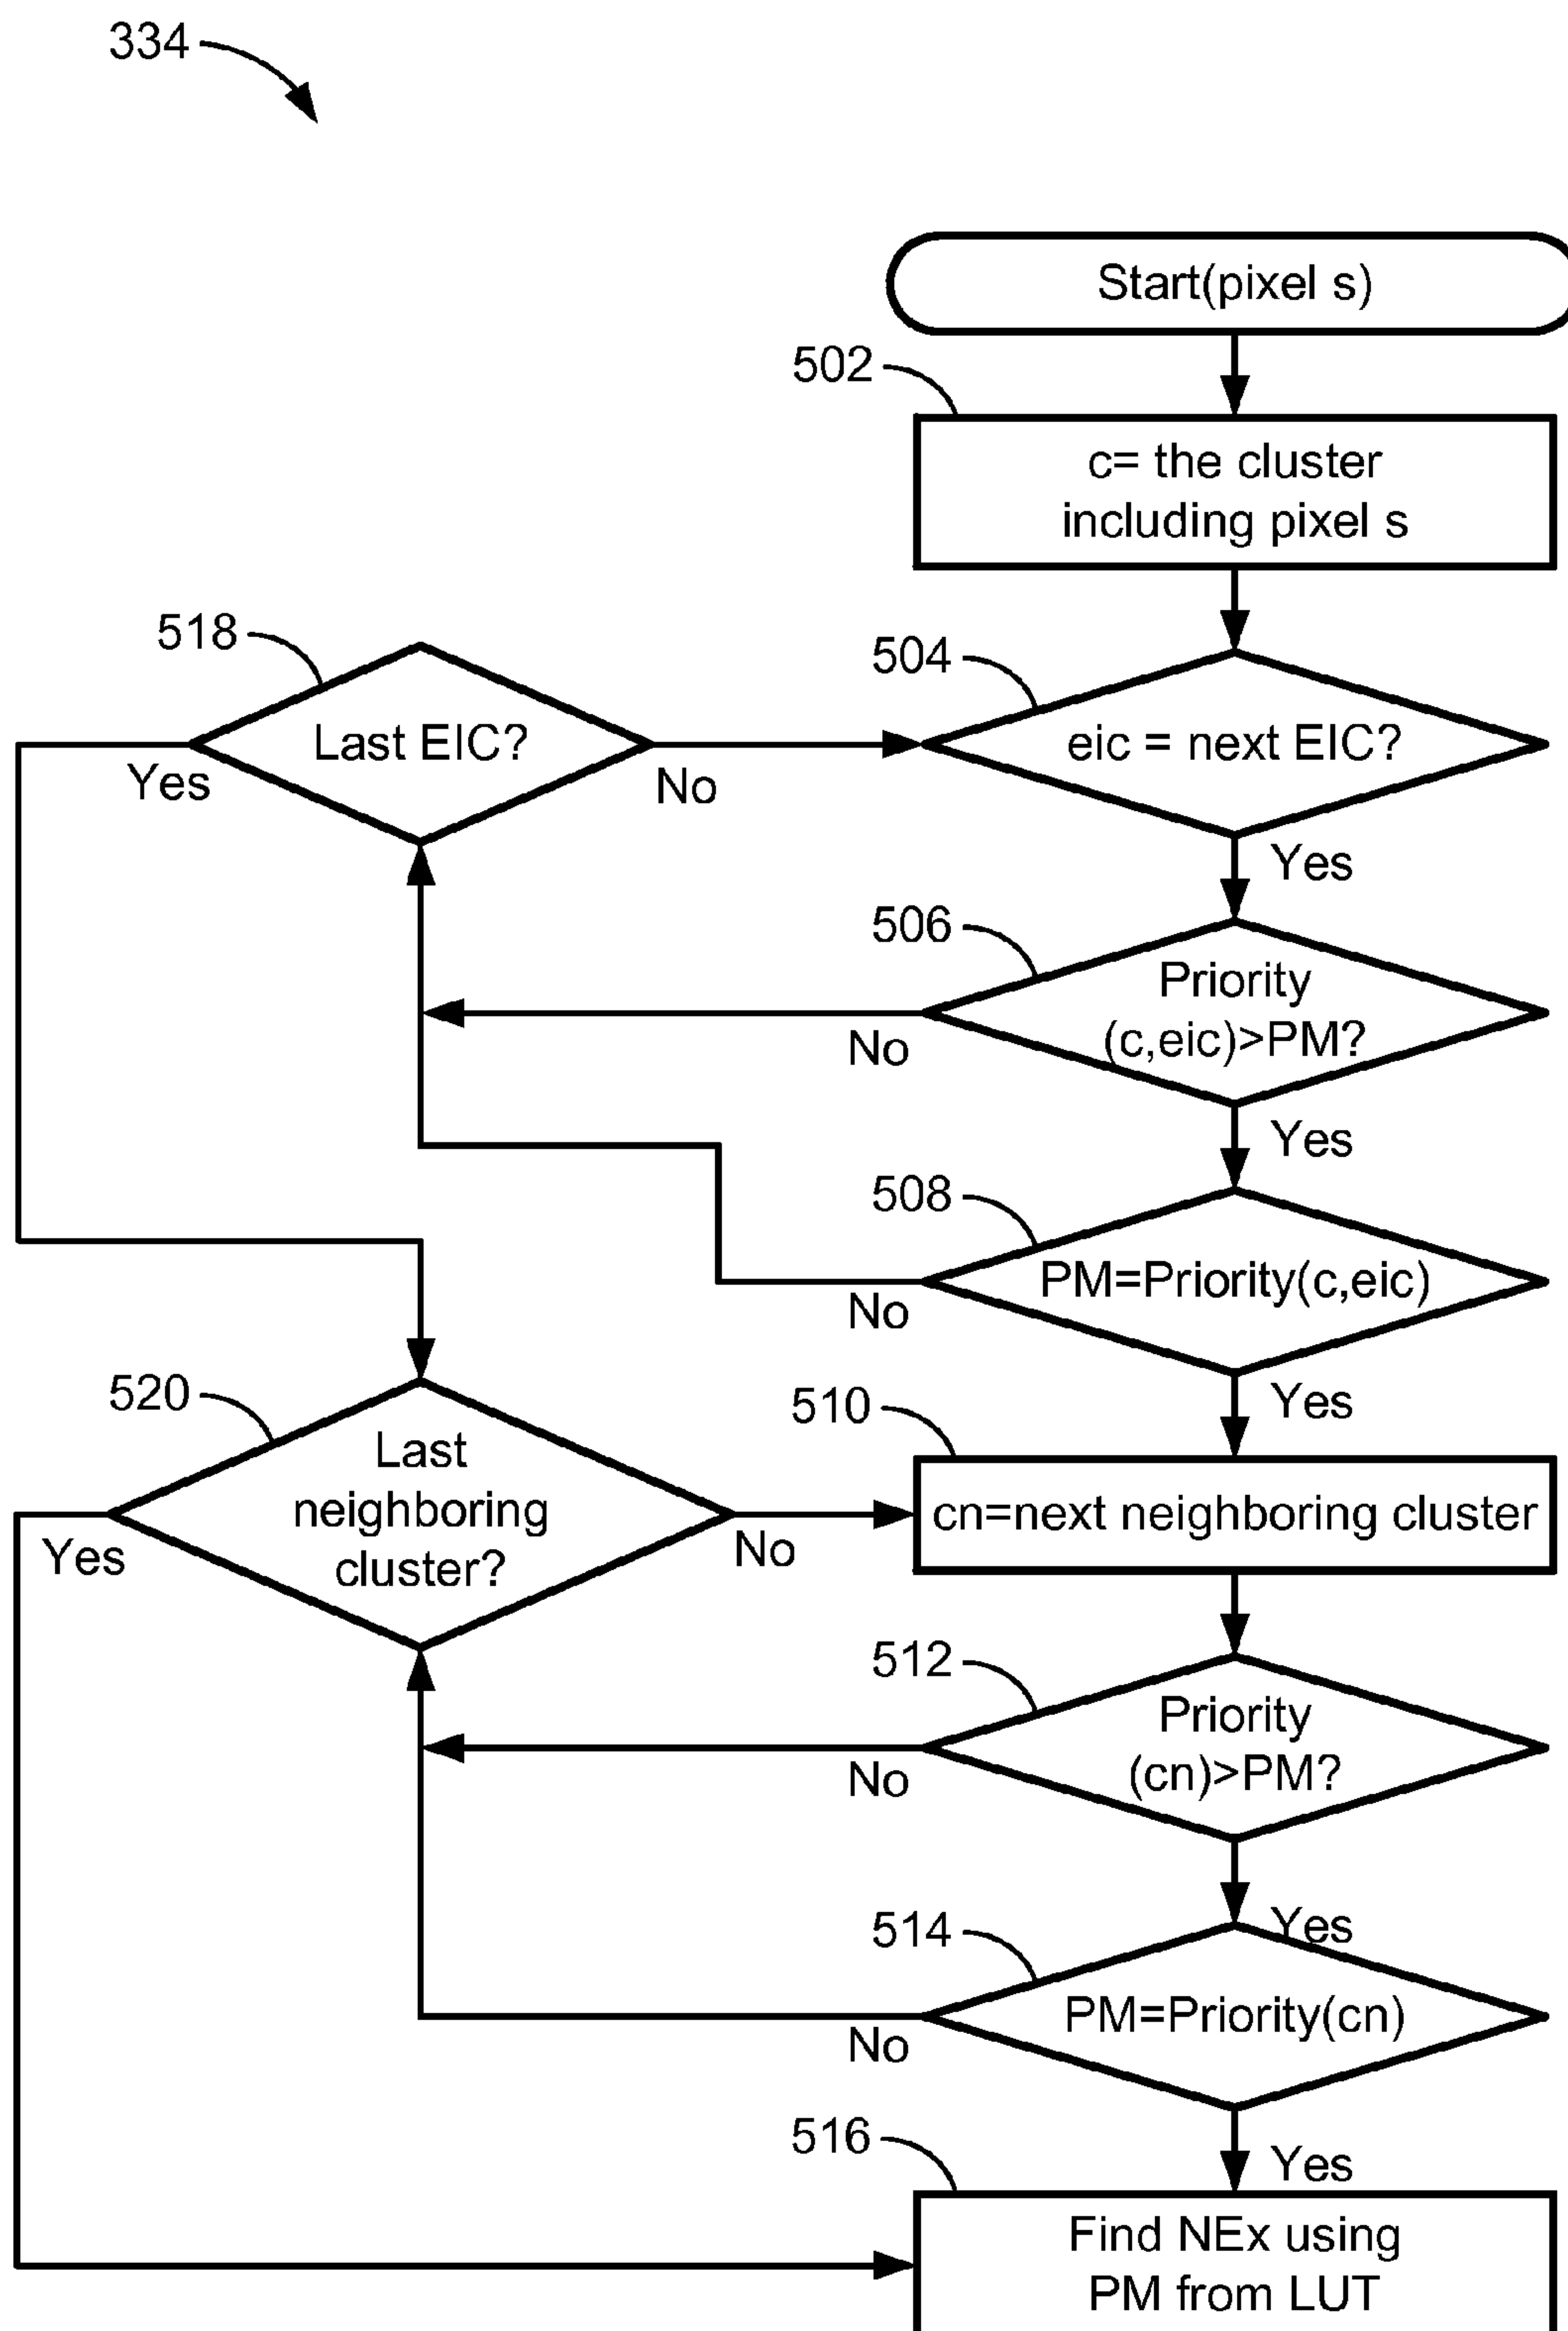 334
Start(pixel s)
502
c= the cluster
including pixel s
518
504
Last EIC?
eic = next EIC?
Yes
No
Yes
506
Priority
(c,eic)>PM?
No
Yes
508
PM=Priority(c,eic)
No
520
510
Yes
Last
neighboring
cluster?
cn=next neighboring cluster
Yes
No
512
Priority
(cn)>PM?
No
514
Yes
PM=Priority(cn)
No
516
Yes
Find NEx using
PM from LUT